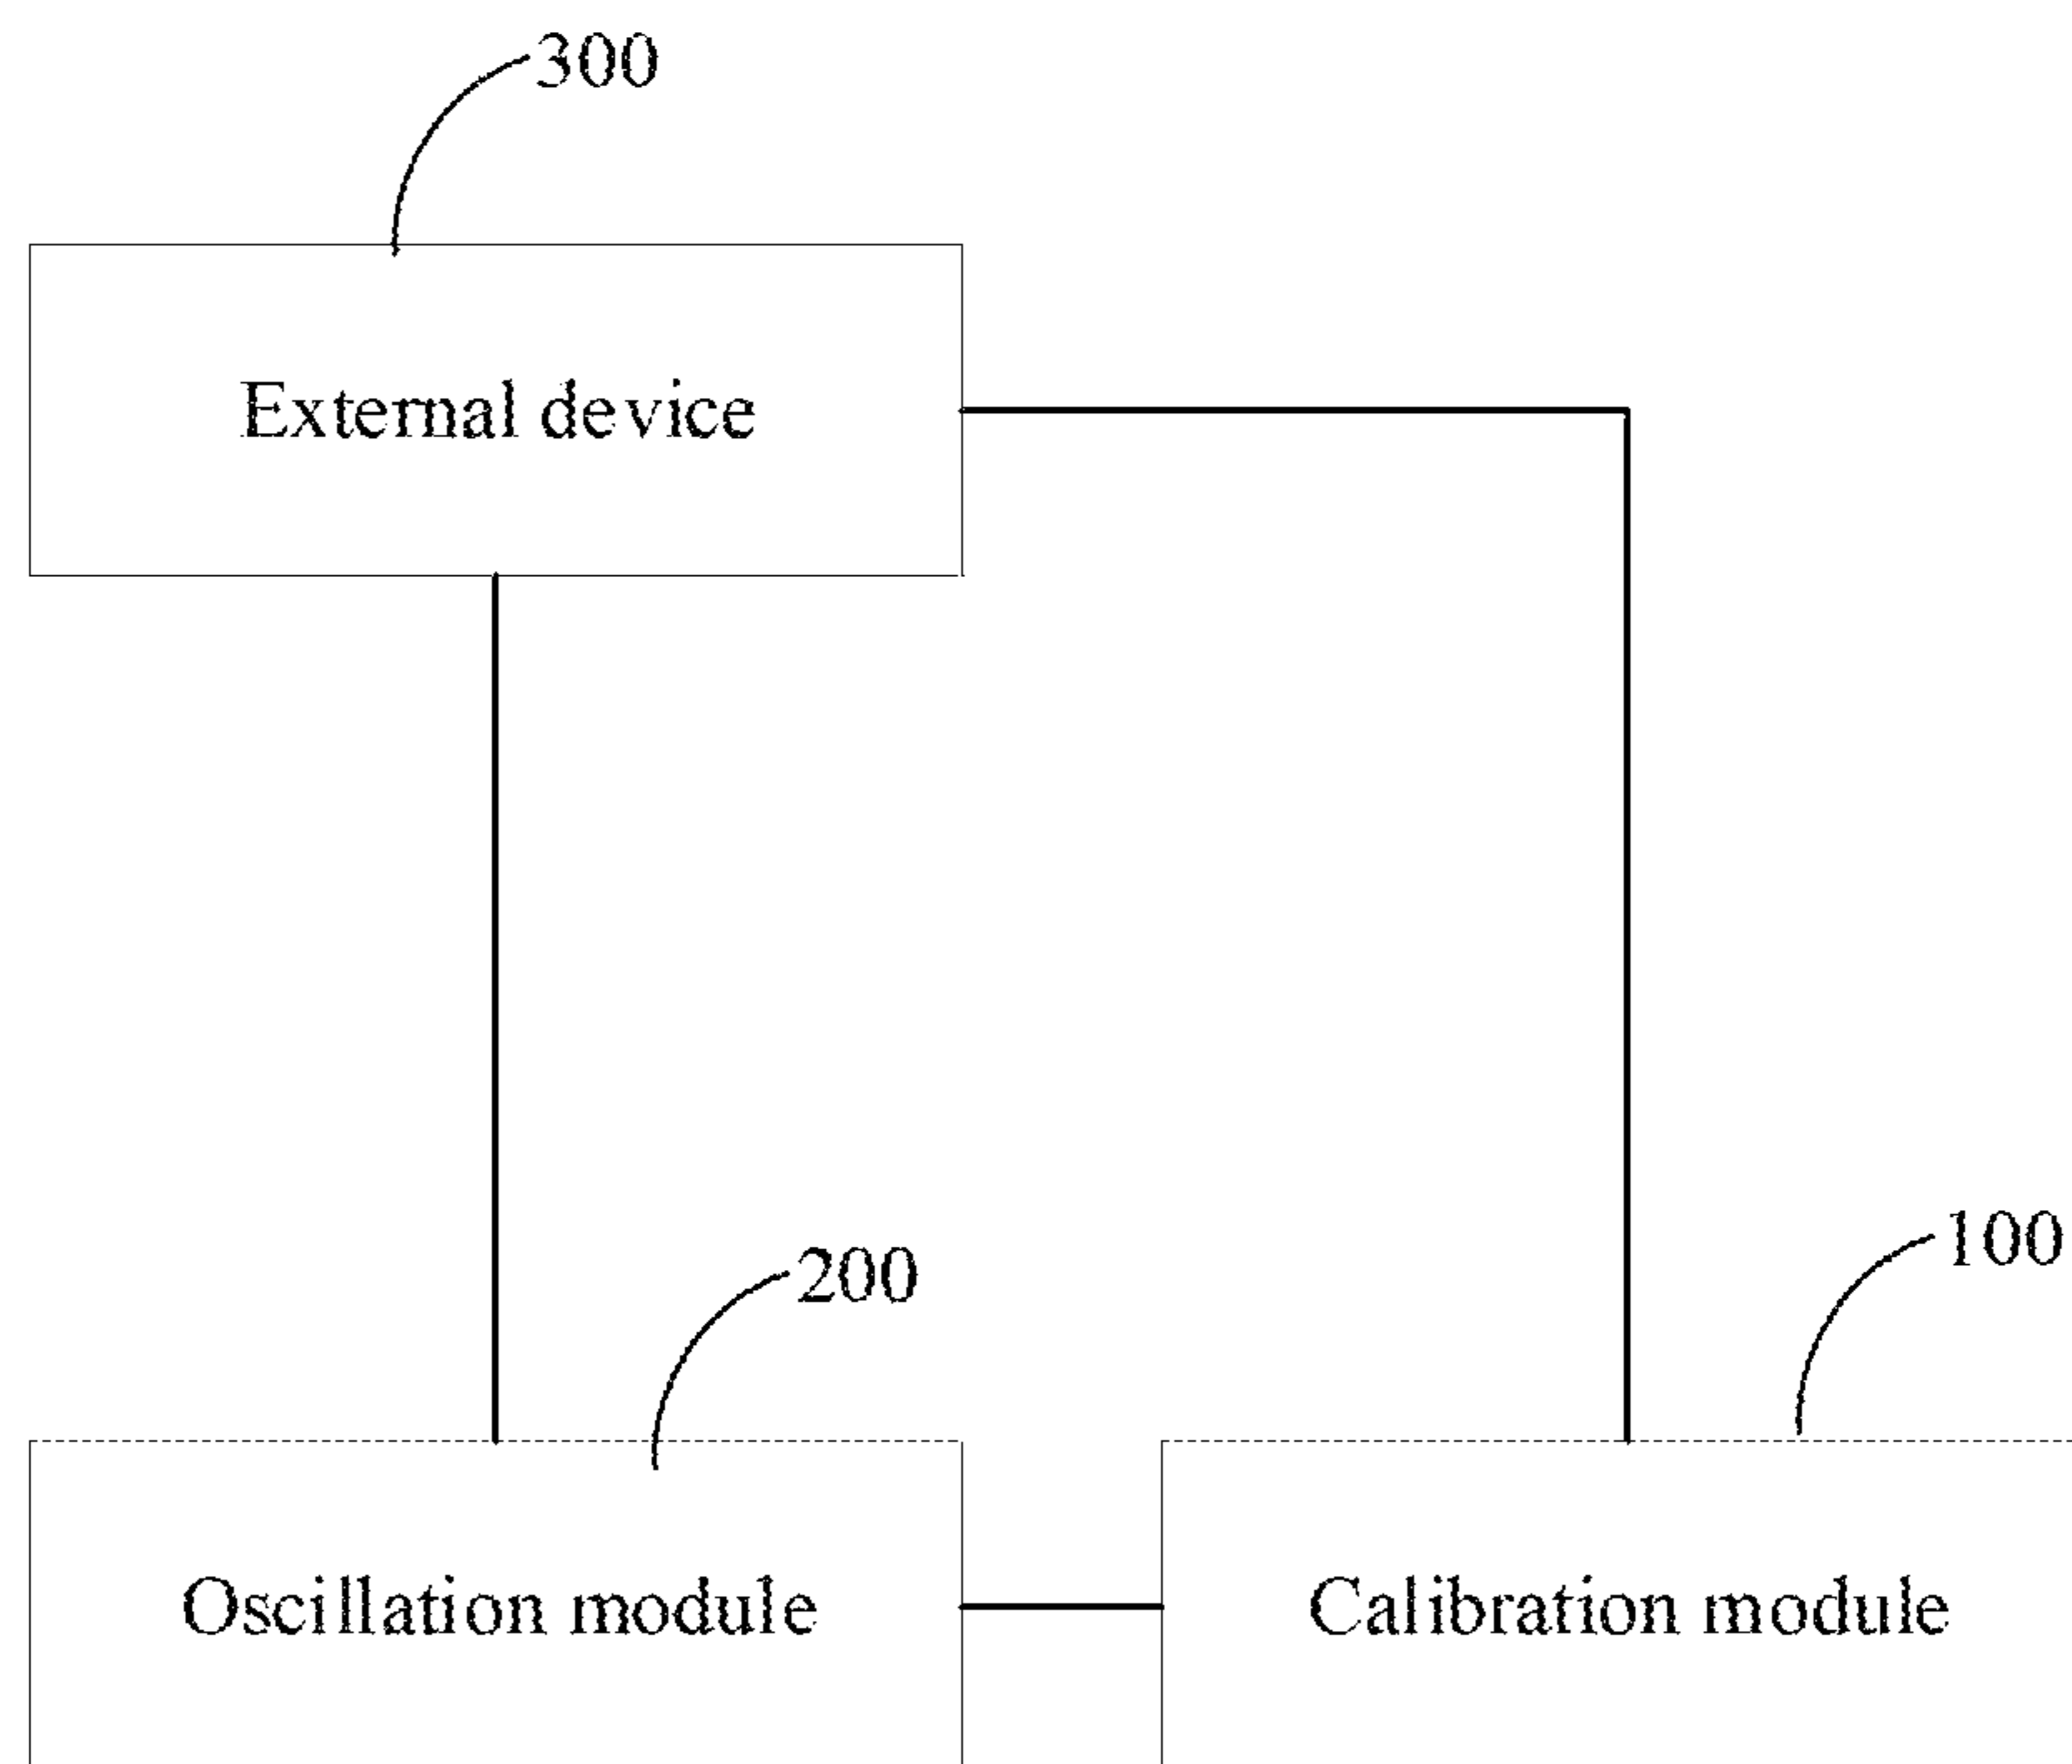 300
External device
200
100
Oscillation module
Calibration module